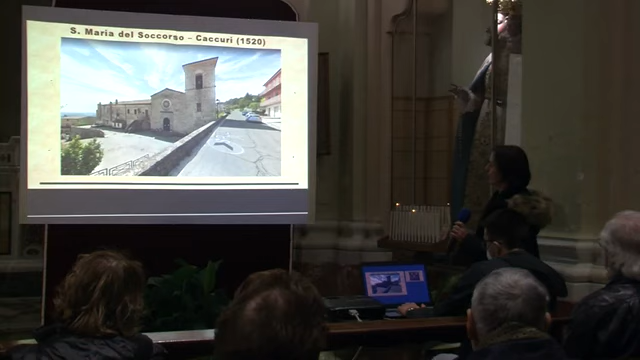 S. Maria del Soccorso – Caccuri (1520)